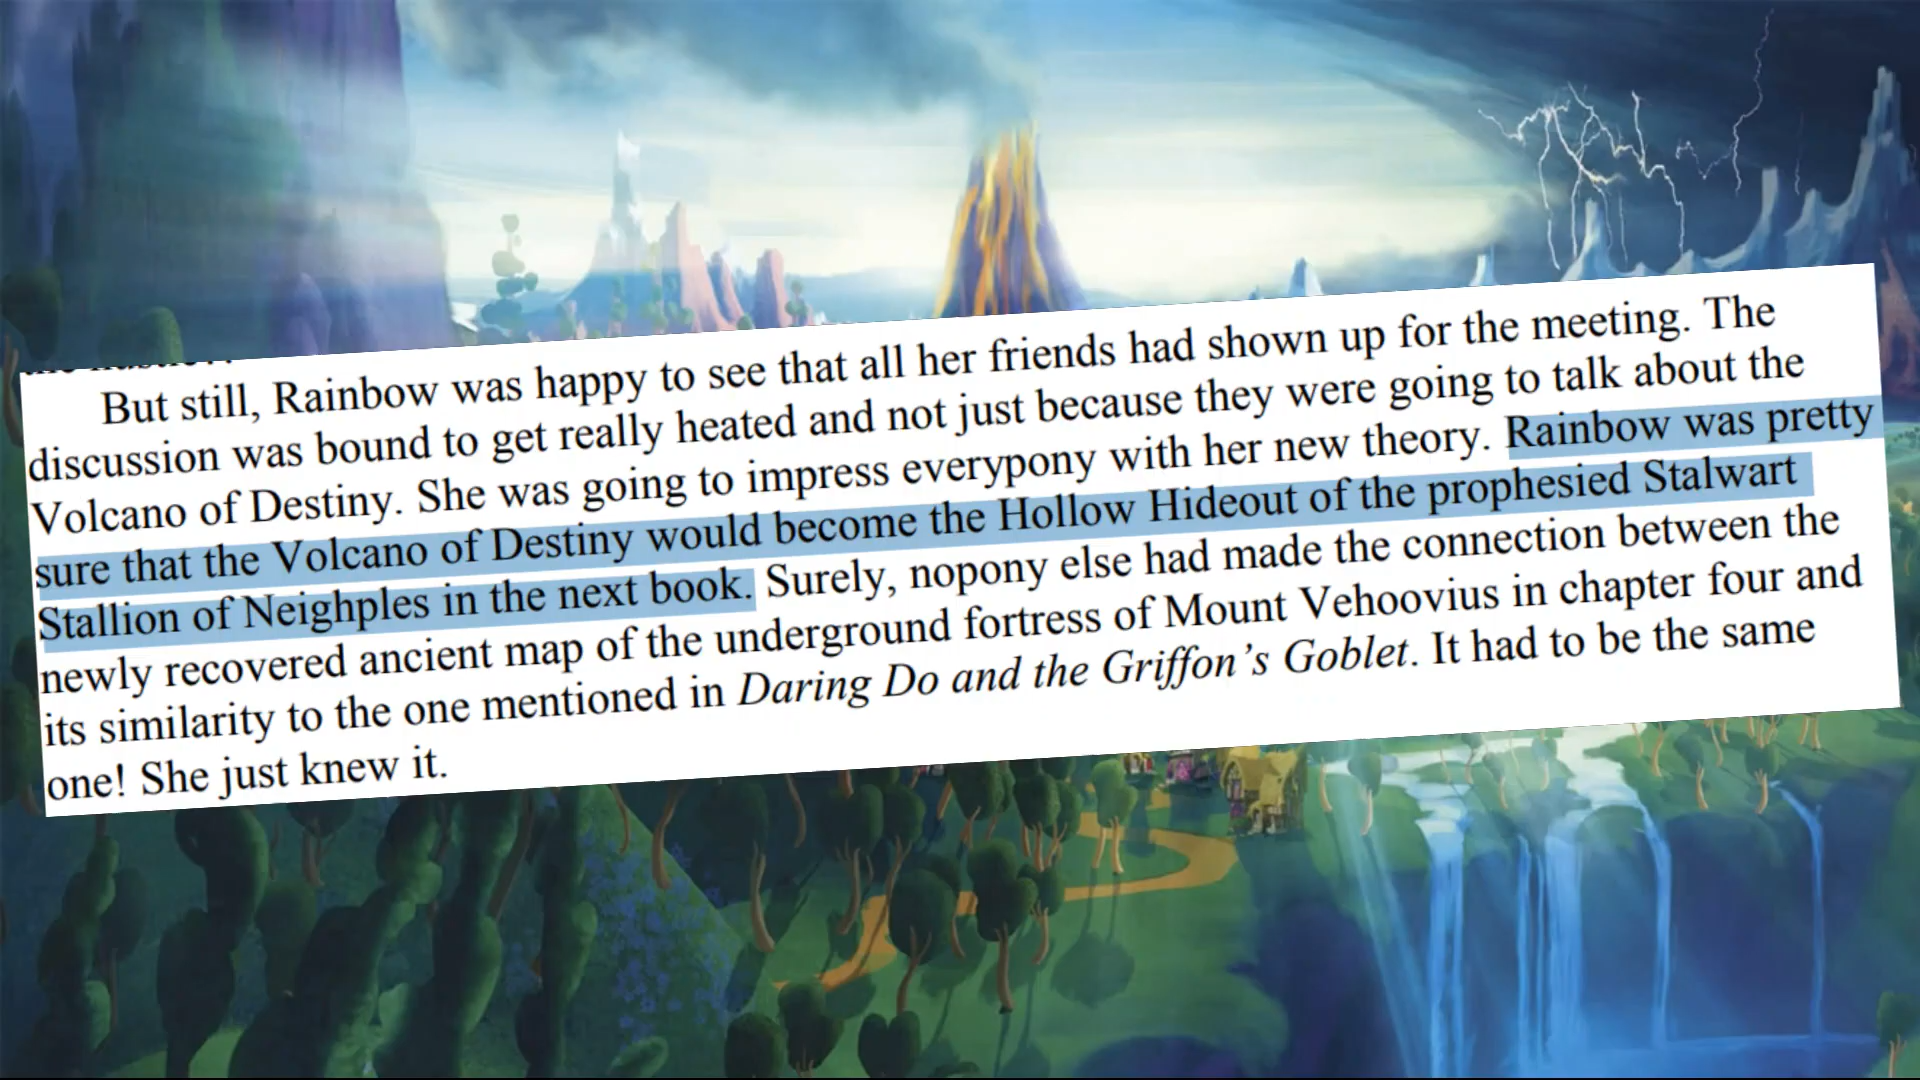 But still, Rainbow was happy to see that all her friends had shown up for the meeting. The
discussion was bound to get really heated and not just because they were going to talk about the
Volcano of Destiny. She was going to impress everypony with her new theory. Rainbow was pretty
sure that the Volcano of Destiny would become the Hollow Hideout of the prophesied Stalwart
Stallion of Neighples in the next book. Surely, nopony else had made the connection between the
newly recovered ancient map of the underground fortress of Mount Vehoovius in chapter four and
its similarity to the one mentioned in Daring Do and the Griffon’s Goblet. It had to be the same
one! She just knew it.